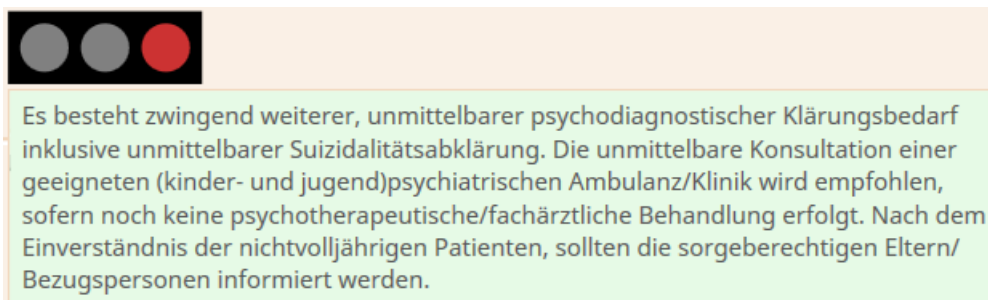 Es besteht zwingend weiterer, unmittelbarer psychodiagnostischer Klärungsbedarf
inklusive unmittelbarer Suizidalitätsabklärung. Die unmittelbare Konsultation einer
geeigneten (kinder- und jugend)psychiatrischen Ambulanz/Klinik wird empfohlen,
sofern noch keine psychotherapeutische/fachärztliche Behandlung erfolgt. Nach dem
Einverständnis der nichtvolljährigen Patienten, sollten die sorgeberechtigen Eltern/
Bezugspersonen informiert werden.